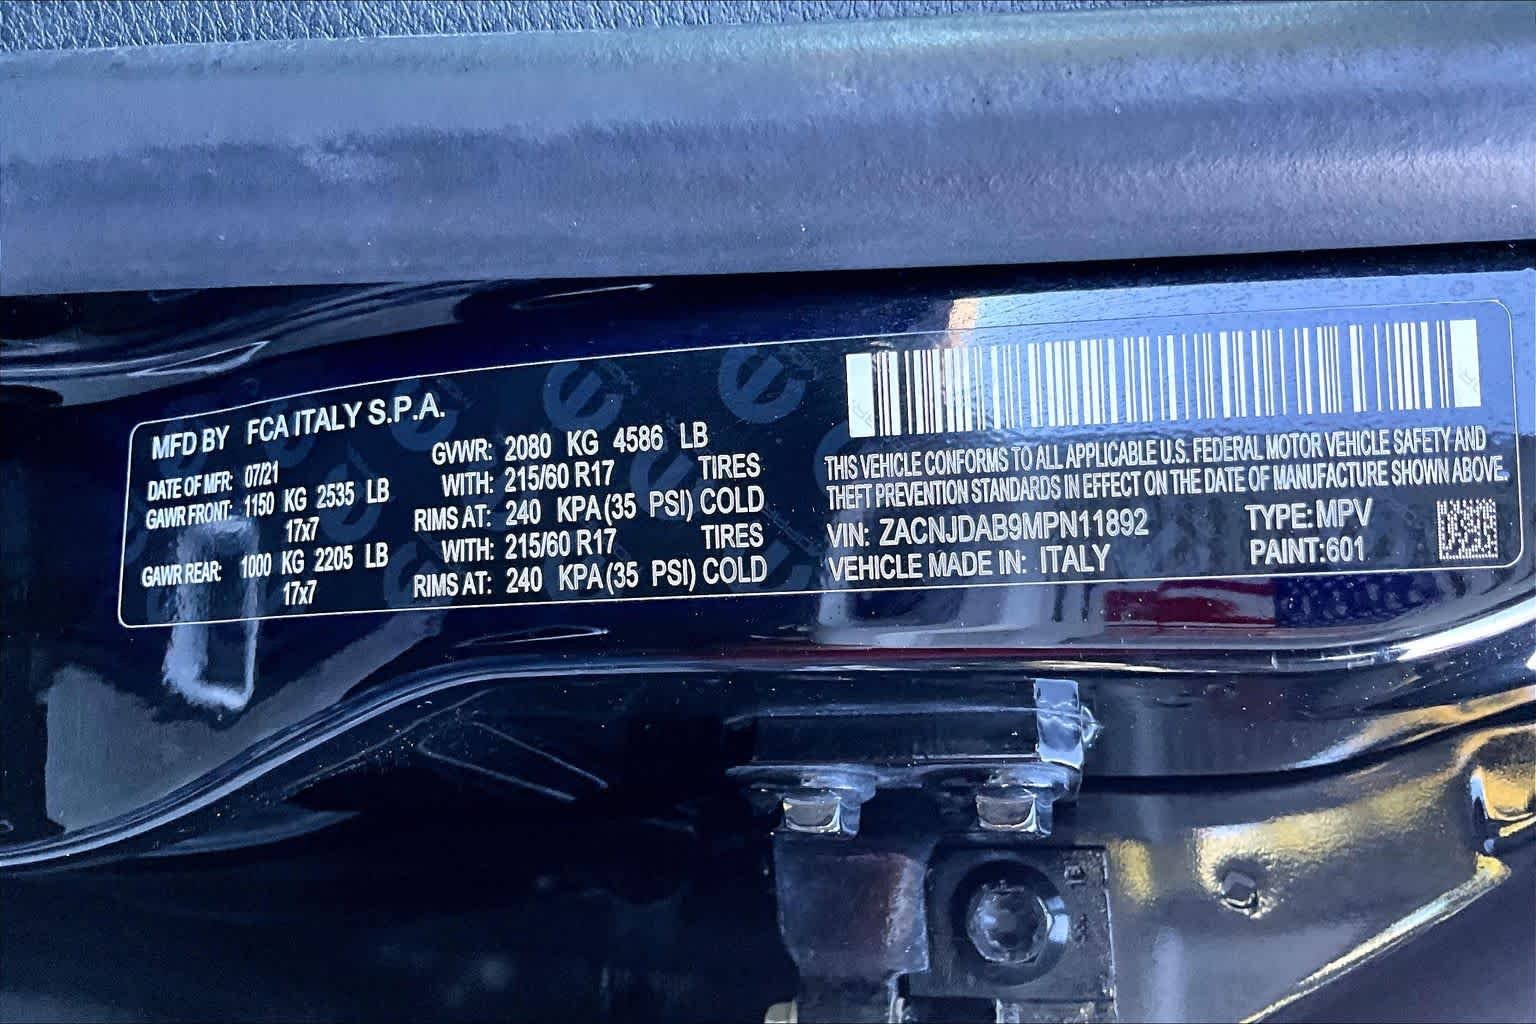 MFD BY FCA ITALY S.P.A.
DATE OF MFR: 07/21
GVWR: 2080 KG 4586 LB
GAWR FRONT: 1150 KG 2535 LB
WITH: 215/60 R17 TIRES
17x7
RIMS AT: 240 KPA (35 PSI) COLD
GAWR REAR: 1000 KG 2205 LB
WITH: 215/60 R17 TIRES
17x7
RIMS AT: 240 KPA (35 PSI) COLD
THIS VEHICLE CONFORMS TO ALL APPLICABLE U.S. FEDERAL MOTOR VEHICLE SAFETY AND
THEFT PREVENTION STANDARDS IN EFFECT ON THE DATE OF MANUFACTURE SHOWN ABOVE.
VIN: ZACNJDAB9MPN11892
TYPE: MPV
VEHICLE MADE IN: ITALY
PAINT: 601